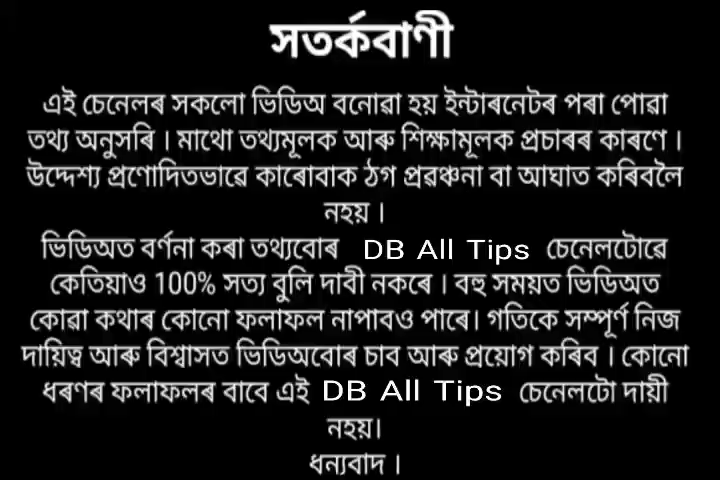 সতৰ্কবাণী
এই চেনেলৰ সকলো ভিডিঅ বনোৱা হয় ইন্টাৰনেটৰ পৰা পোৱা
তথ্য অনুসৰি । মাথো তথ্যমূলক আৰু শিক্ষামূলক প্ৰচাৰৰ কাৰণে ।
উদ্দেশ্য প্ৰণোদিতভাৱে কাৰোবাক ঠগ প্ৰৱঞ্চনা বা আঘাত কৰিবলৈ
নহয় ।
ভিডিঅত বৰ্ণনা কৰা তথ্যবোৰ DB All Tips চেনেলটোৱে
কেতিয়াও 100% সত্য বুলি দাবী নকৰে । বহু সময়ত ভিডিঅত
কোৱা কথাৰ কোনো ফলাফল নাপাবও পাৰে। গতিকে সম্পূৰ্ণ নিজ
দায়িত্ব আৰু বিশ্বাসত ভিডিঅবোৰ চাব আৰু প্ৰয়োগ কৰিব । কোনো
ধৰণৰ ফলাফলৰ বাবে এই DB All Tips চেনেলটো দায়ী
নহয়।
ধন্যবাদ ।